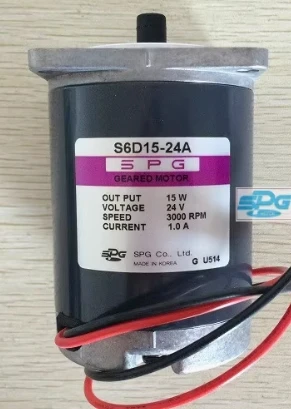 S6D15-24A
SPG
GEARED MOTOR
OUT PUT 15 W
VOLTAGE 24 V
SPEED 3000 RPM
CURRENT 1.0 A
SPG SPG Co., Ltd.
MADE IN KOREA G U514
SPG